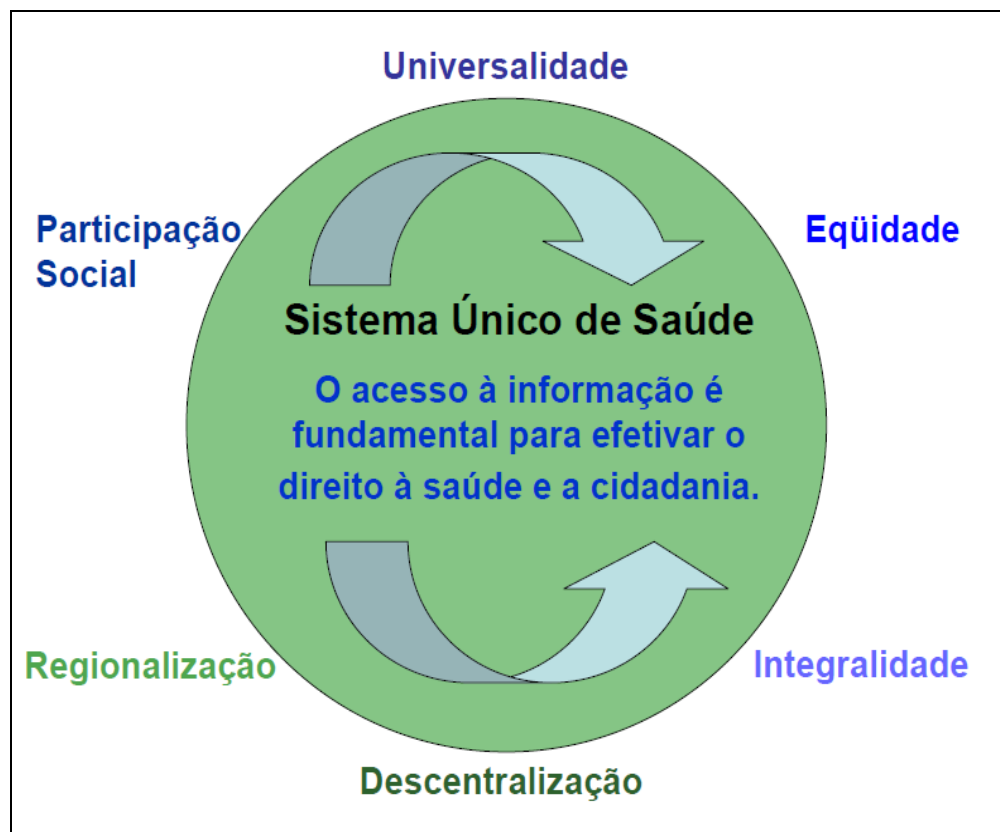 Universalidade
Participação
Social
Eqüidade
Sistema Único de Saúde
O acesso à informação é
fundamental para efetivar o
direito à saúde e a cidadania.
Regionalização
Integralidade
Descentralização